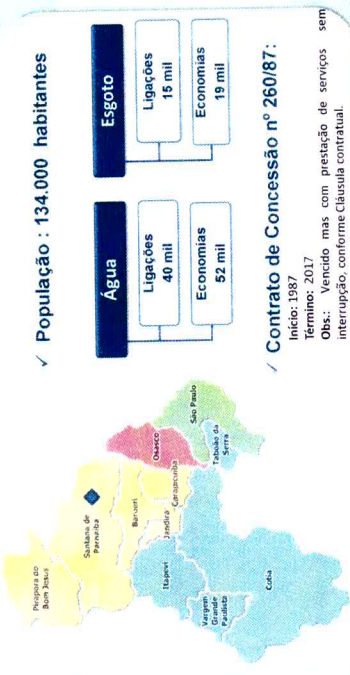 ✓ População : 134.000 habitantes
Água
Ligações
40 mil
Economias
52 mil
Esgoto
Ligações
15 mil
Economias
19 mil
✓ Contrato de Concessão nº 260/87:
Início: 1987
Término: 2017
Obs.: Vencido mas com prestação de serviços sem
interrupção, conforme Cláusula contratual.
Pirapora do
Bom Jesus
Santana de
Parnaíba
Barueri
Osasco
Carapicuíba
Jandira
Itapevi
São Paulo
Taboão da
Serra
Vargem
Grande
Paulista
Cotia